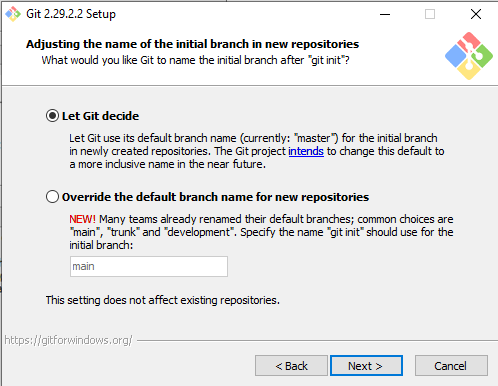 Git 2.29.2.2 Setup
Adjusting the name of the initial branch in new repositories
What would you like Git to name the initial branch after "git init"?
Let Git decide
Let Git use its default branch name (currently: "master") for the initial branch
in newly created repositories. The Git project intends to change this default to
a more inclusive name in the near future.
Override the default branch name for new repositories
NEW! Many teams already renamed their default branches; common choices are
"main", "trunk" and "development". Specify the name "git init" should use for the
initial branch:
main
This setting does not affect existing repositories.
https://gitforwindows.org/
< Back
Next >
Cancel